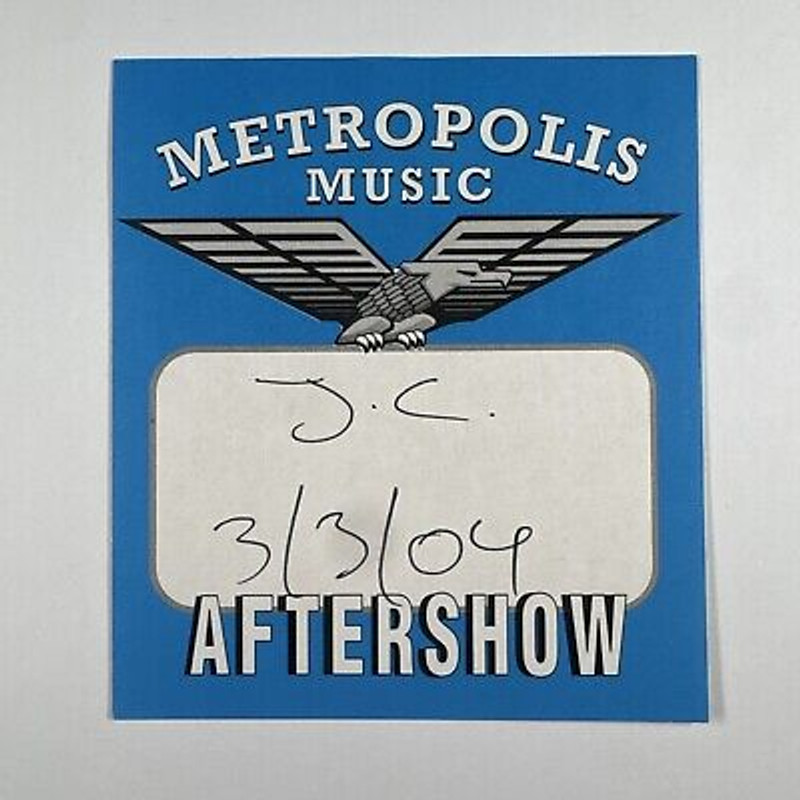 METROPOLIS
MUSIC
J.C.
3/3/04
AFTERSHOW